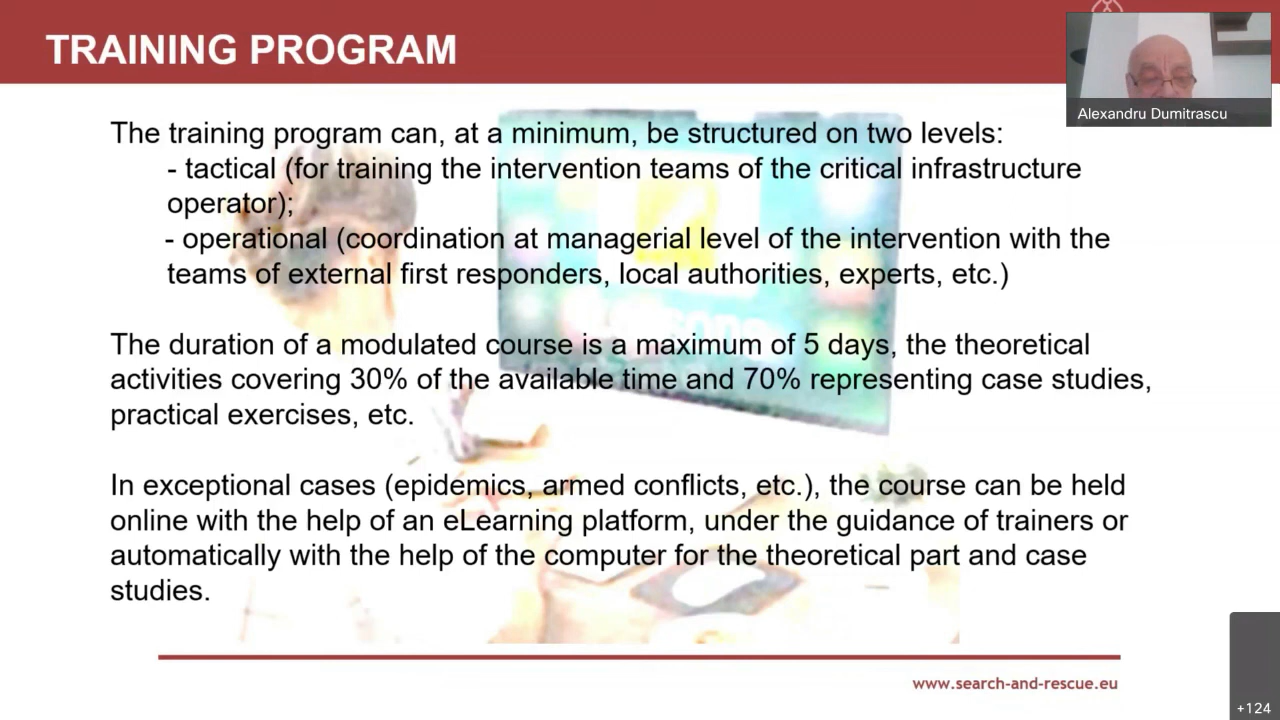 TRAINING PROGRAM
Alexandru Dumitrascu
The training program can, at a minimum, be structured on two levels:
- tactical (for training the intervention teams of the critical infrastructure
operator);
- operational (coordination at managerial level of the intervention with the
teams of external first responders, local authorities, experts, etc.)
The duration of a modulated course is a maximum of 5 days, the theoretical
activities covering 30% of the available time and 70% representing case studies,
practical exercises, etc.
In exceptional cases (epidemics, armed conflicts, etc.), the course can be held
online with the help of an eLearning platform, under the guidance of trainers or
automatically with the help of the computer for the theoretical part and case
studies.
www.search-and-rescue.eu
+124